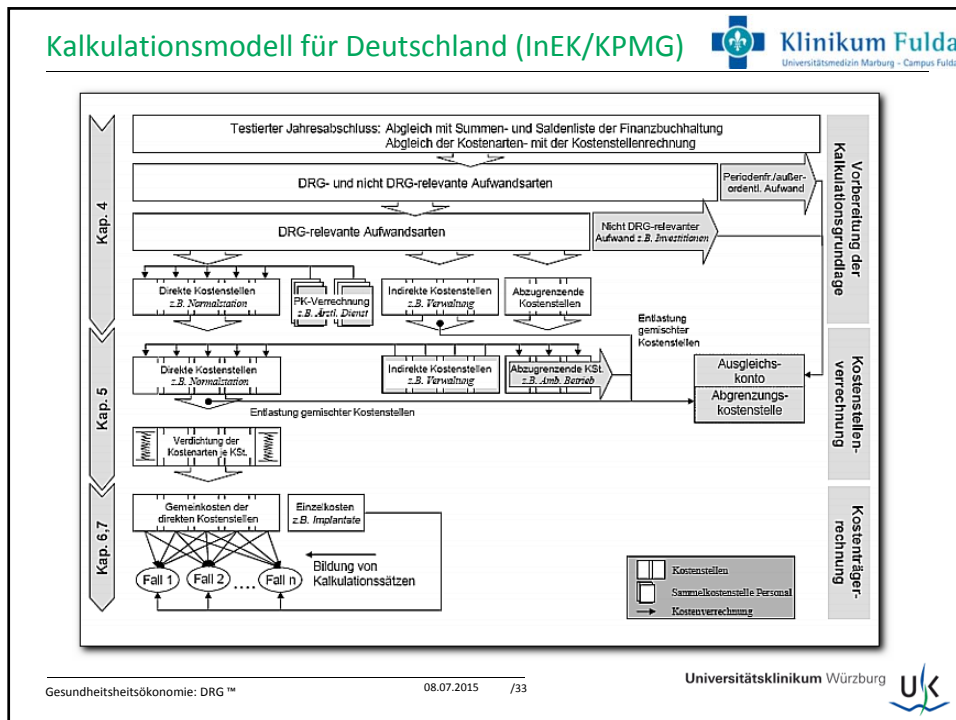 Kalkulationsmodell für Deutschland (InEK/KPMG)
Klinikum Fulda
Universitätsmedizin Marburg - Campus Fulda
Kap. 4
Testierter Jahresabschluss: Abgleich mit Summen- und Saldenliste der Finanzbuchhaltung
Abgleich der Kostenarten- mit der Kostenstellenrechnung
DRG- und nicht DRG-relevante Aufwandsarten
Periodenfr./außer-
ordentl. Aufwand
DRG-relevante Aufwandsarten
Nicht DRG-relevanter
Aufwand z.B. Investitionen
Direkte Kostenstellen
z.B. Normalstation
PK-Verrechnung
z.B. Ärztl. Dienst
Indirekte Kostenstellen
z.B. Verwaltung
Abzugrenzende
Kostenstellen
Vorbereitung der
Kalkulationsgrundlage
Entlastung
gemischter
Kostenstellen
Kap. 5
Direkte Kostenstellen
z.B. Normalstation
Indirekte Kostenstellen
z.B. Verwaltung
Abzugrenzende KSt.
z.B. Amb. Betrieb
Ausgleichs-
konto
Abgrenzungs-
kostenstelle
Entlastung gemischter Kostenstellen
Verdichtung der
Kostenarten je KSt.
Kostenstellen-
verrechnung
Kap. 6,7
Gemeinkosten der
direkten Kostenstellen
Einzelkosten
z.B. Implantate
Bildung von
Kalkulationssätzen
Fall 1
Fall 2
....
Fall n
Kostenstellen
Sammelkostenstelle Personal
Kostenverrechnung
Kostenträger-
rechnung
Gesundheitsheitsökonomie: DRG ™
08.07.2015
/33
Universitätsklinikum Würzburg
UK